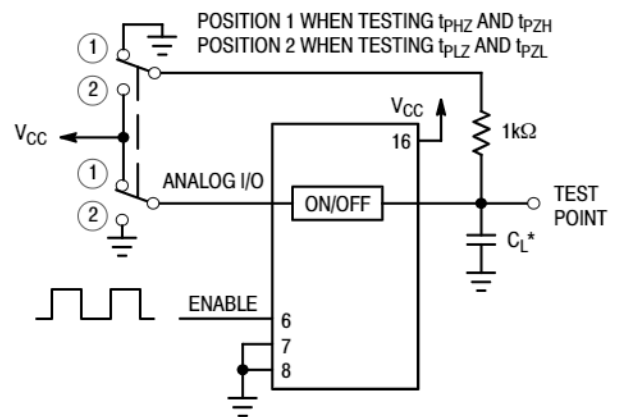 POSITION 1 WHEN TESTING tPHZ AND tPZH
POSITION 2 WHEN TESTING tPLZ AND tPZL
1
2
VCC
VCC
16
1kΩ
1
ANALOG I/O
ON/OFF
TEST
POINT
2
CL*
ENABLE
6
7
8